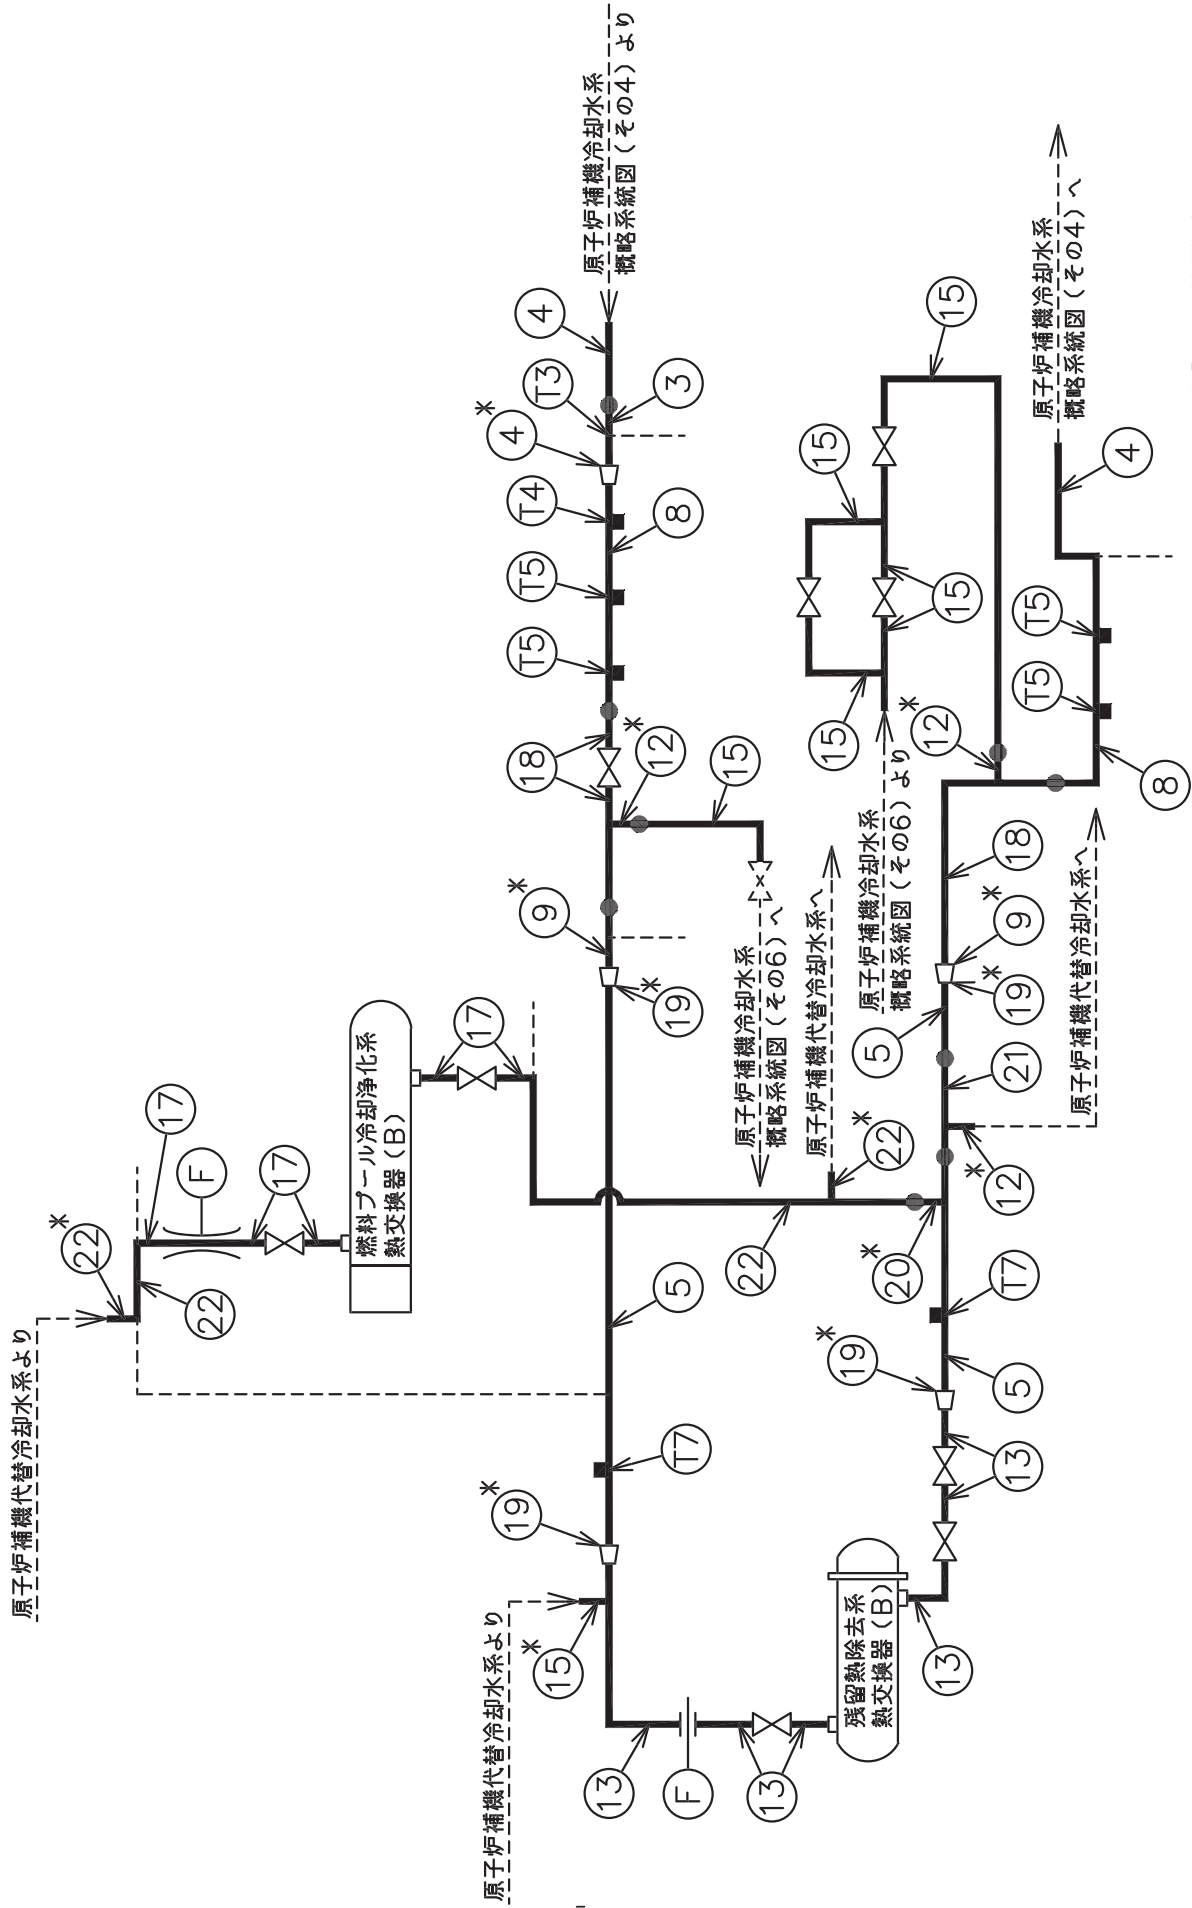 原子炉補機代替冷却水系より
*
22
17
F
22
17
燃料プール冷却浄化系
熱交換器(B)
17
原子炉補機代替冷却水系より
*
15
*
19
*
9
18
T5
T5
T4
*
4
T3
4
原子炉補機冷却水系
概略系統図(その4)より
13
5
*
19
*
12
8
3
F
T7
15
原子炉補機冷却水系
概略系統図(その6)へ
22
13
原子炉補機代替冷却水系へ
15
15
残留熱除去系
熱交換器(B)
*
19
原子炉補機冷却水系
概略系統図(その6)より
5
*
22
*
20
*
12
15
15
13
*
12
13
5
T7
21
*
19
*
9
18
T5
T5
原子炉補機冷却水系
概略系統図(その4)へ
原子炉補機代替冷却水系へ
4
8